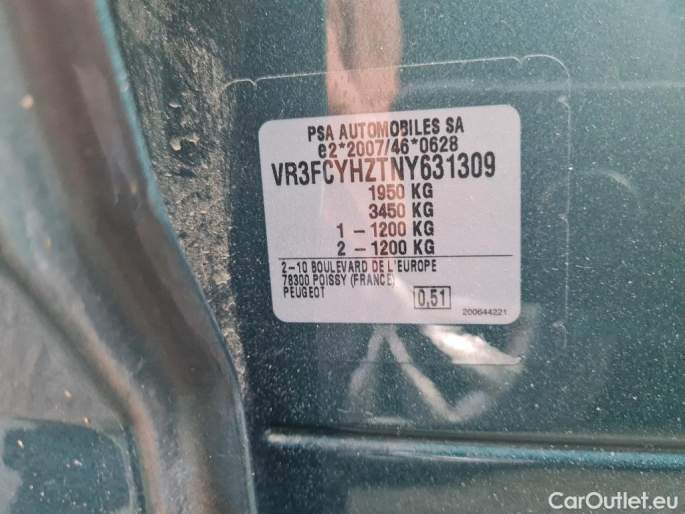 PSA AUTOMOBILES SA
e2*2007/46*0628
VR3FCYHZTNY631309
1950 KG
3450 KG
1 - 1200 KG
2 - 1200 KG
2-10 BOULEVARD DE L'EUROPE
78300 POISSY (FRANCE)
PEUGEOT
0,51
200644221
CarOutlet.eu